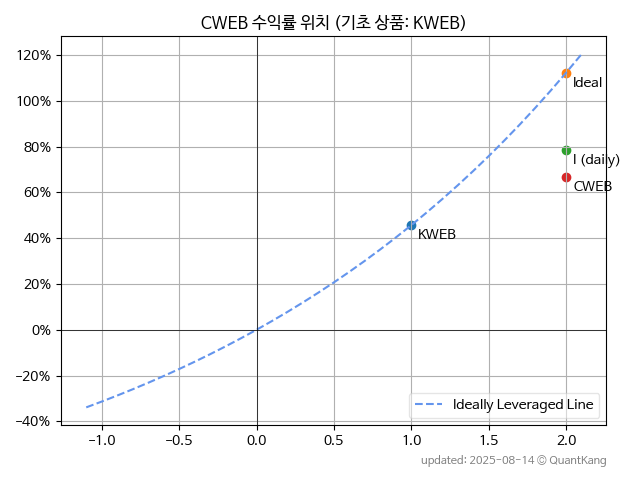 CWEB 수익률 위치 (기초 상품: KWEB)
120%
100%
80%
60%
40%
20%
0%
−20%
−40%
Ideal
I (daily)
CWEB
KWEB
Ideally Leveraged Line
−1.0 −0.5 0.0 0.5 1.0 1.5 2.0
updated: 2025-08-14 © QuantKang